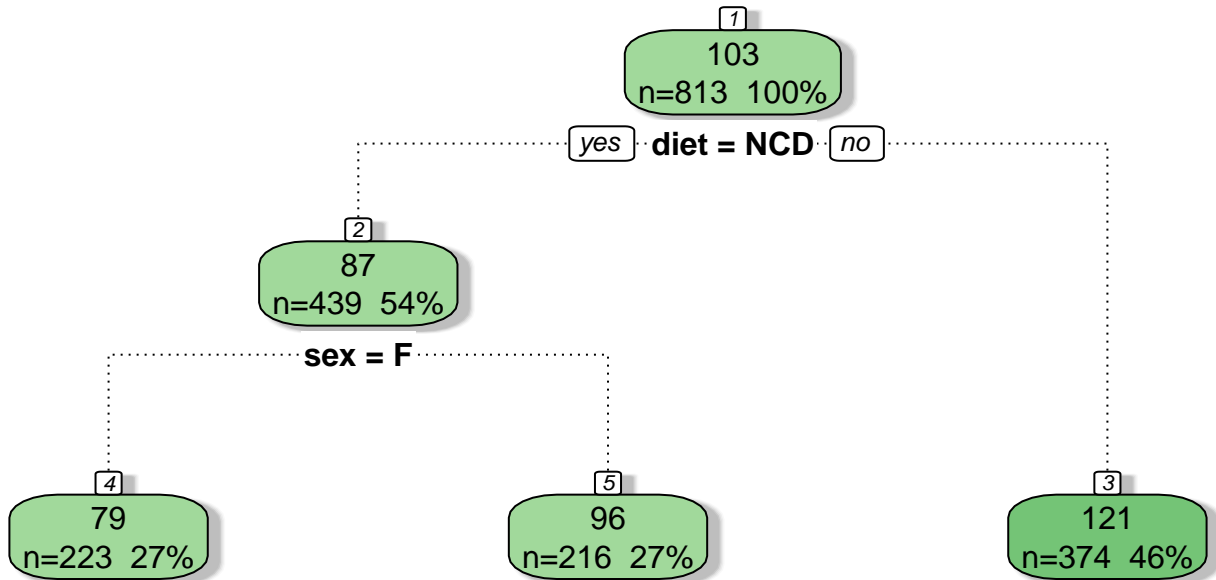 1
103
n=813 100%
yes diet = NCD no
2
87
n=439 54%
sex = F
4
79
n=223 27%
5
96
n=216 27%
3
121
n=374 46%